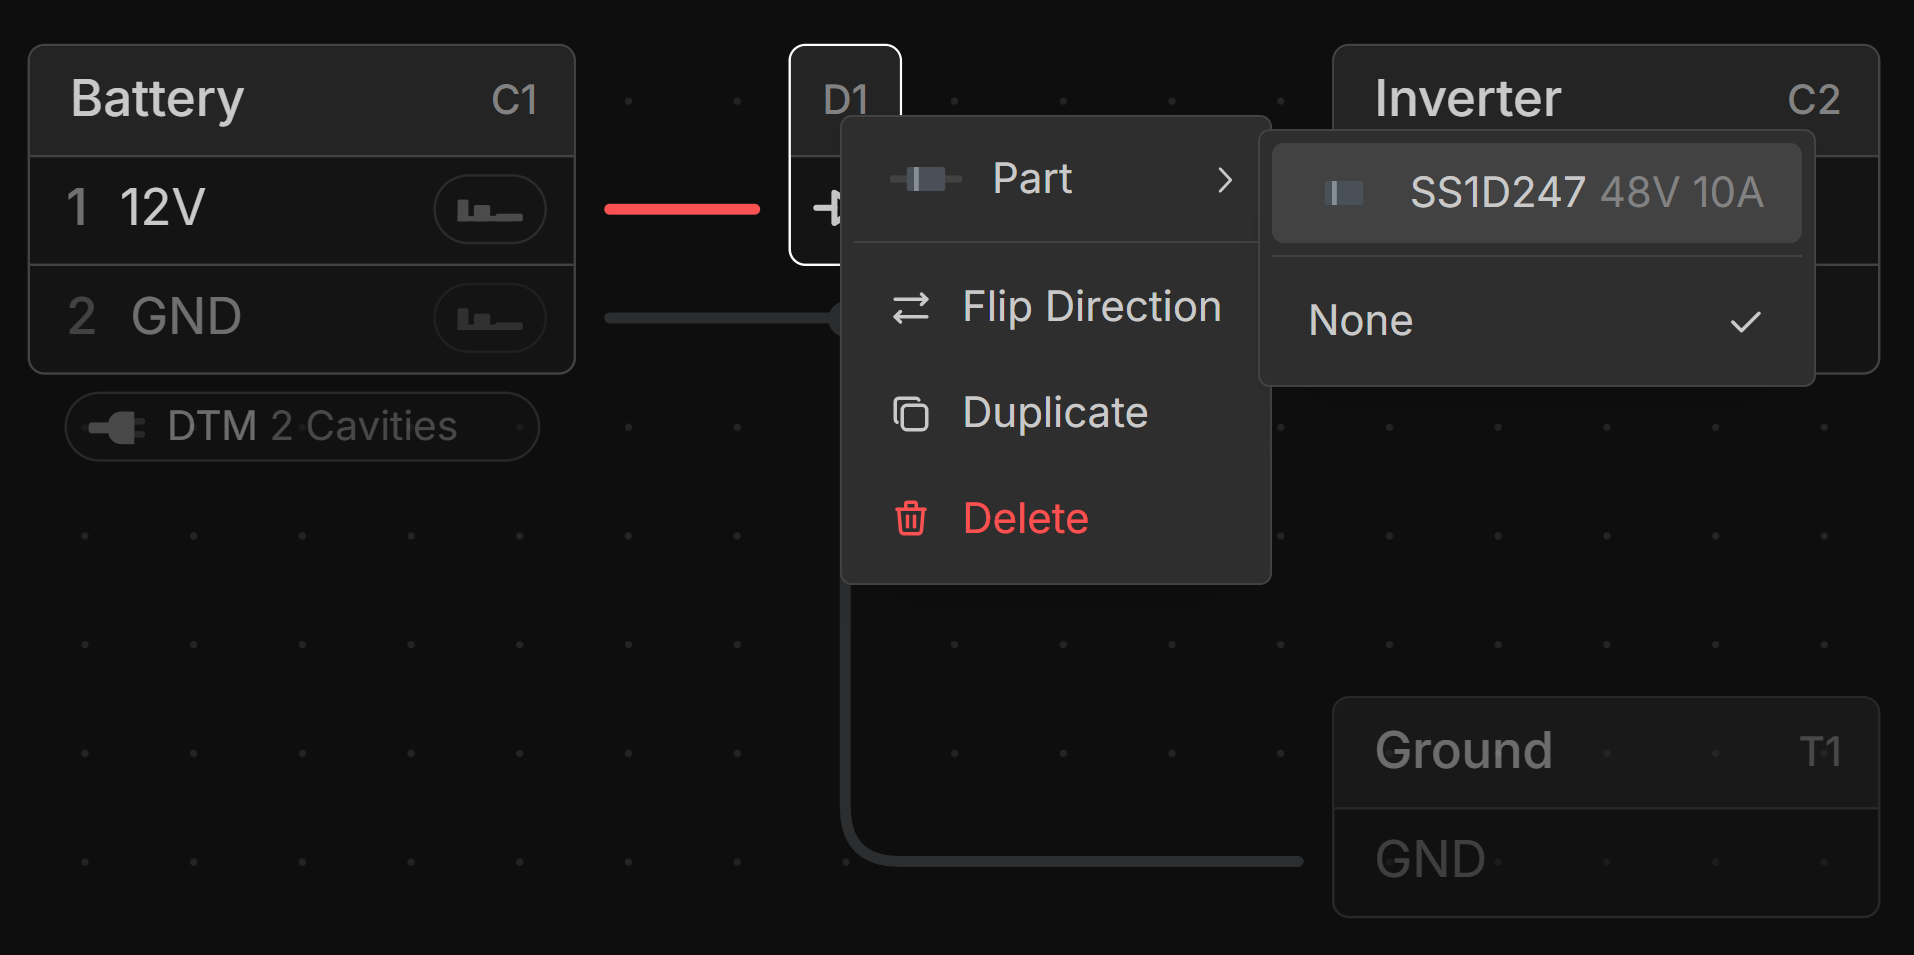 Battery C1
1 12V
2 GND
DTM 2 Cavities
D1
Part
Flip Direction
Duplicate
Delete
Inverter C2
SS1D247 48V 10A
None
Ground T1
GND